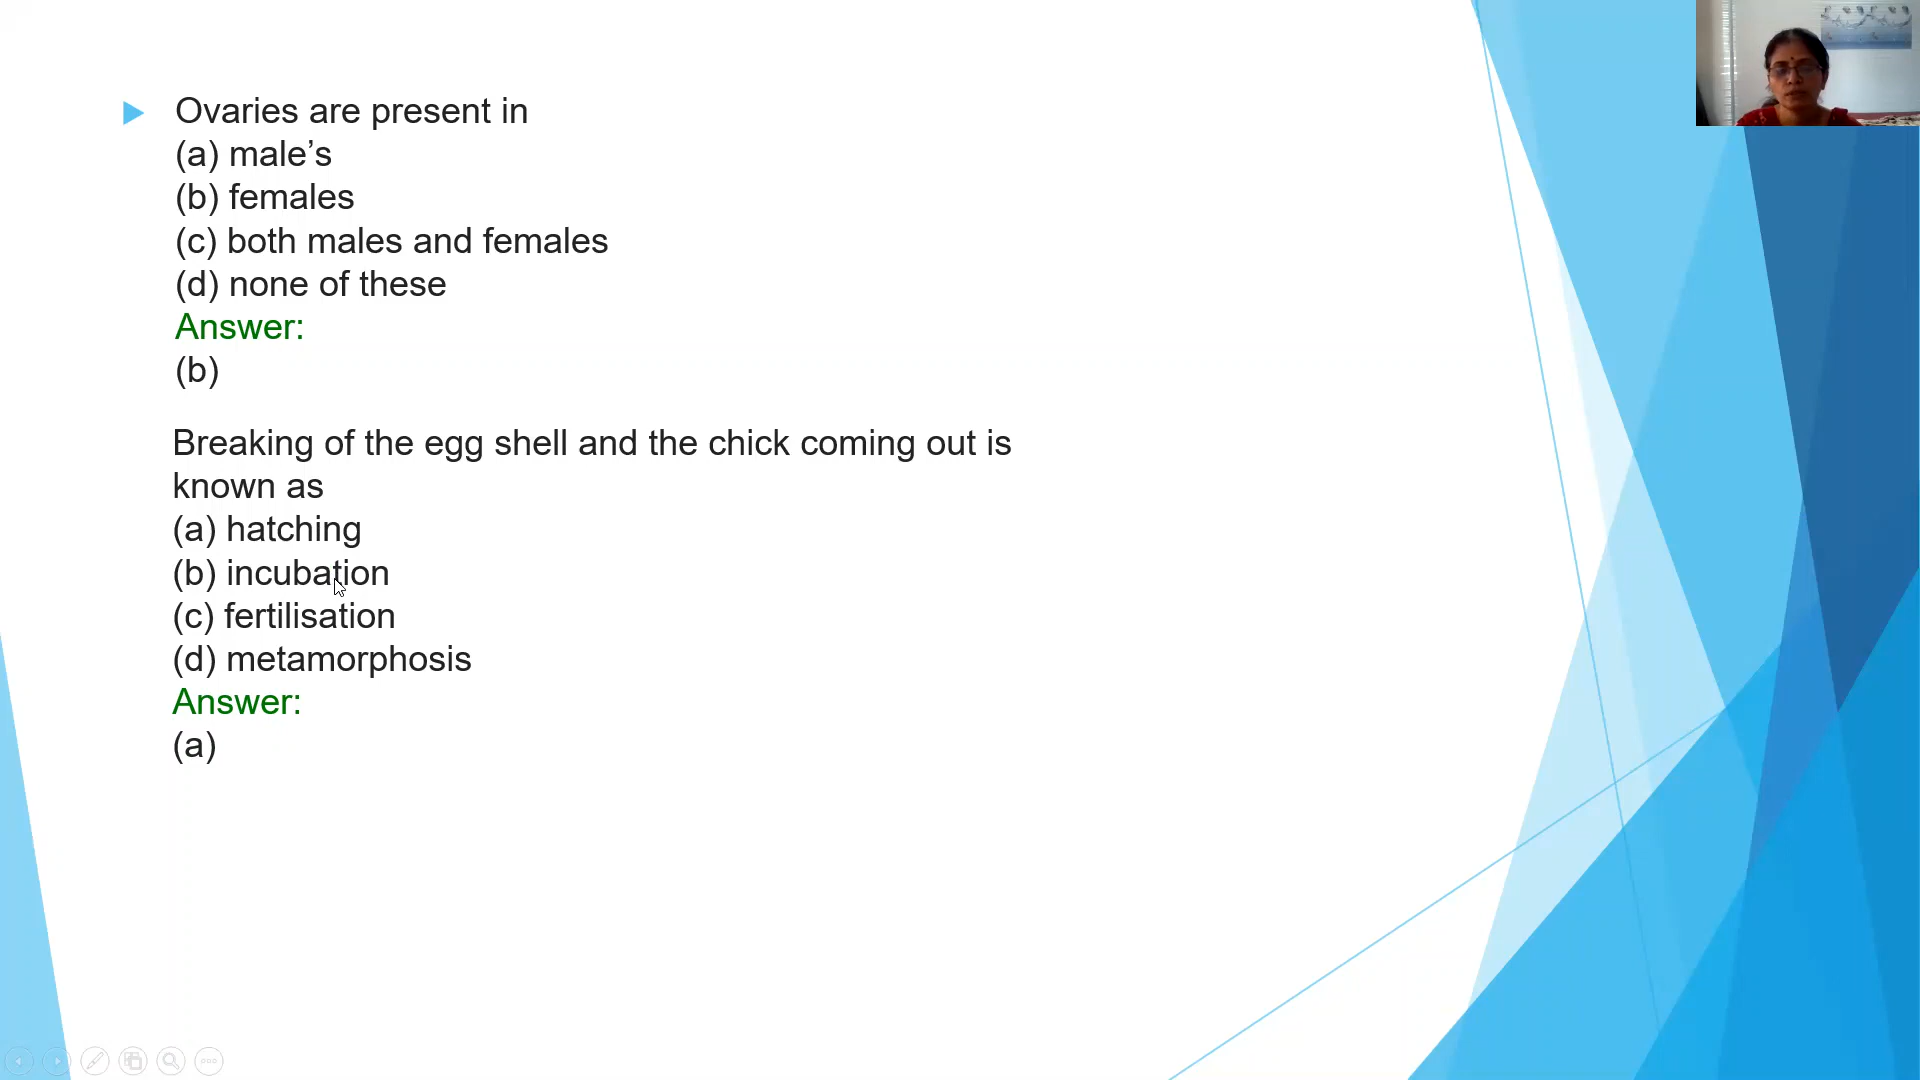 Ovaries are present in
(a) male’s
(b) females
(c) both males and females
(d) none of these
Answer:
(b)
Breaking of the egg shell and the chick coming out is
known as
(a) hatching
(b) incubation
(c) fertilisation
(d) metamorphosis
Answer:
(a)